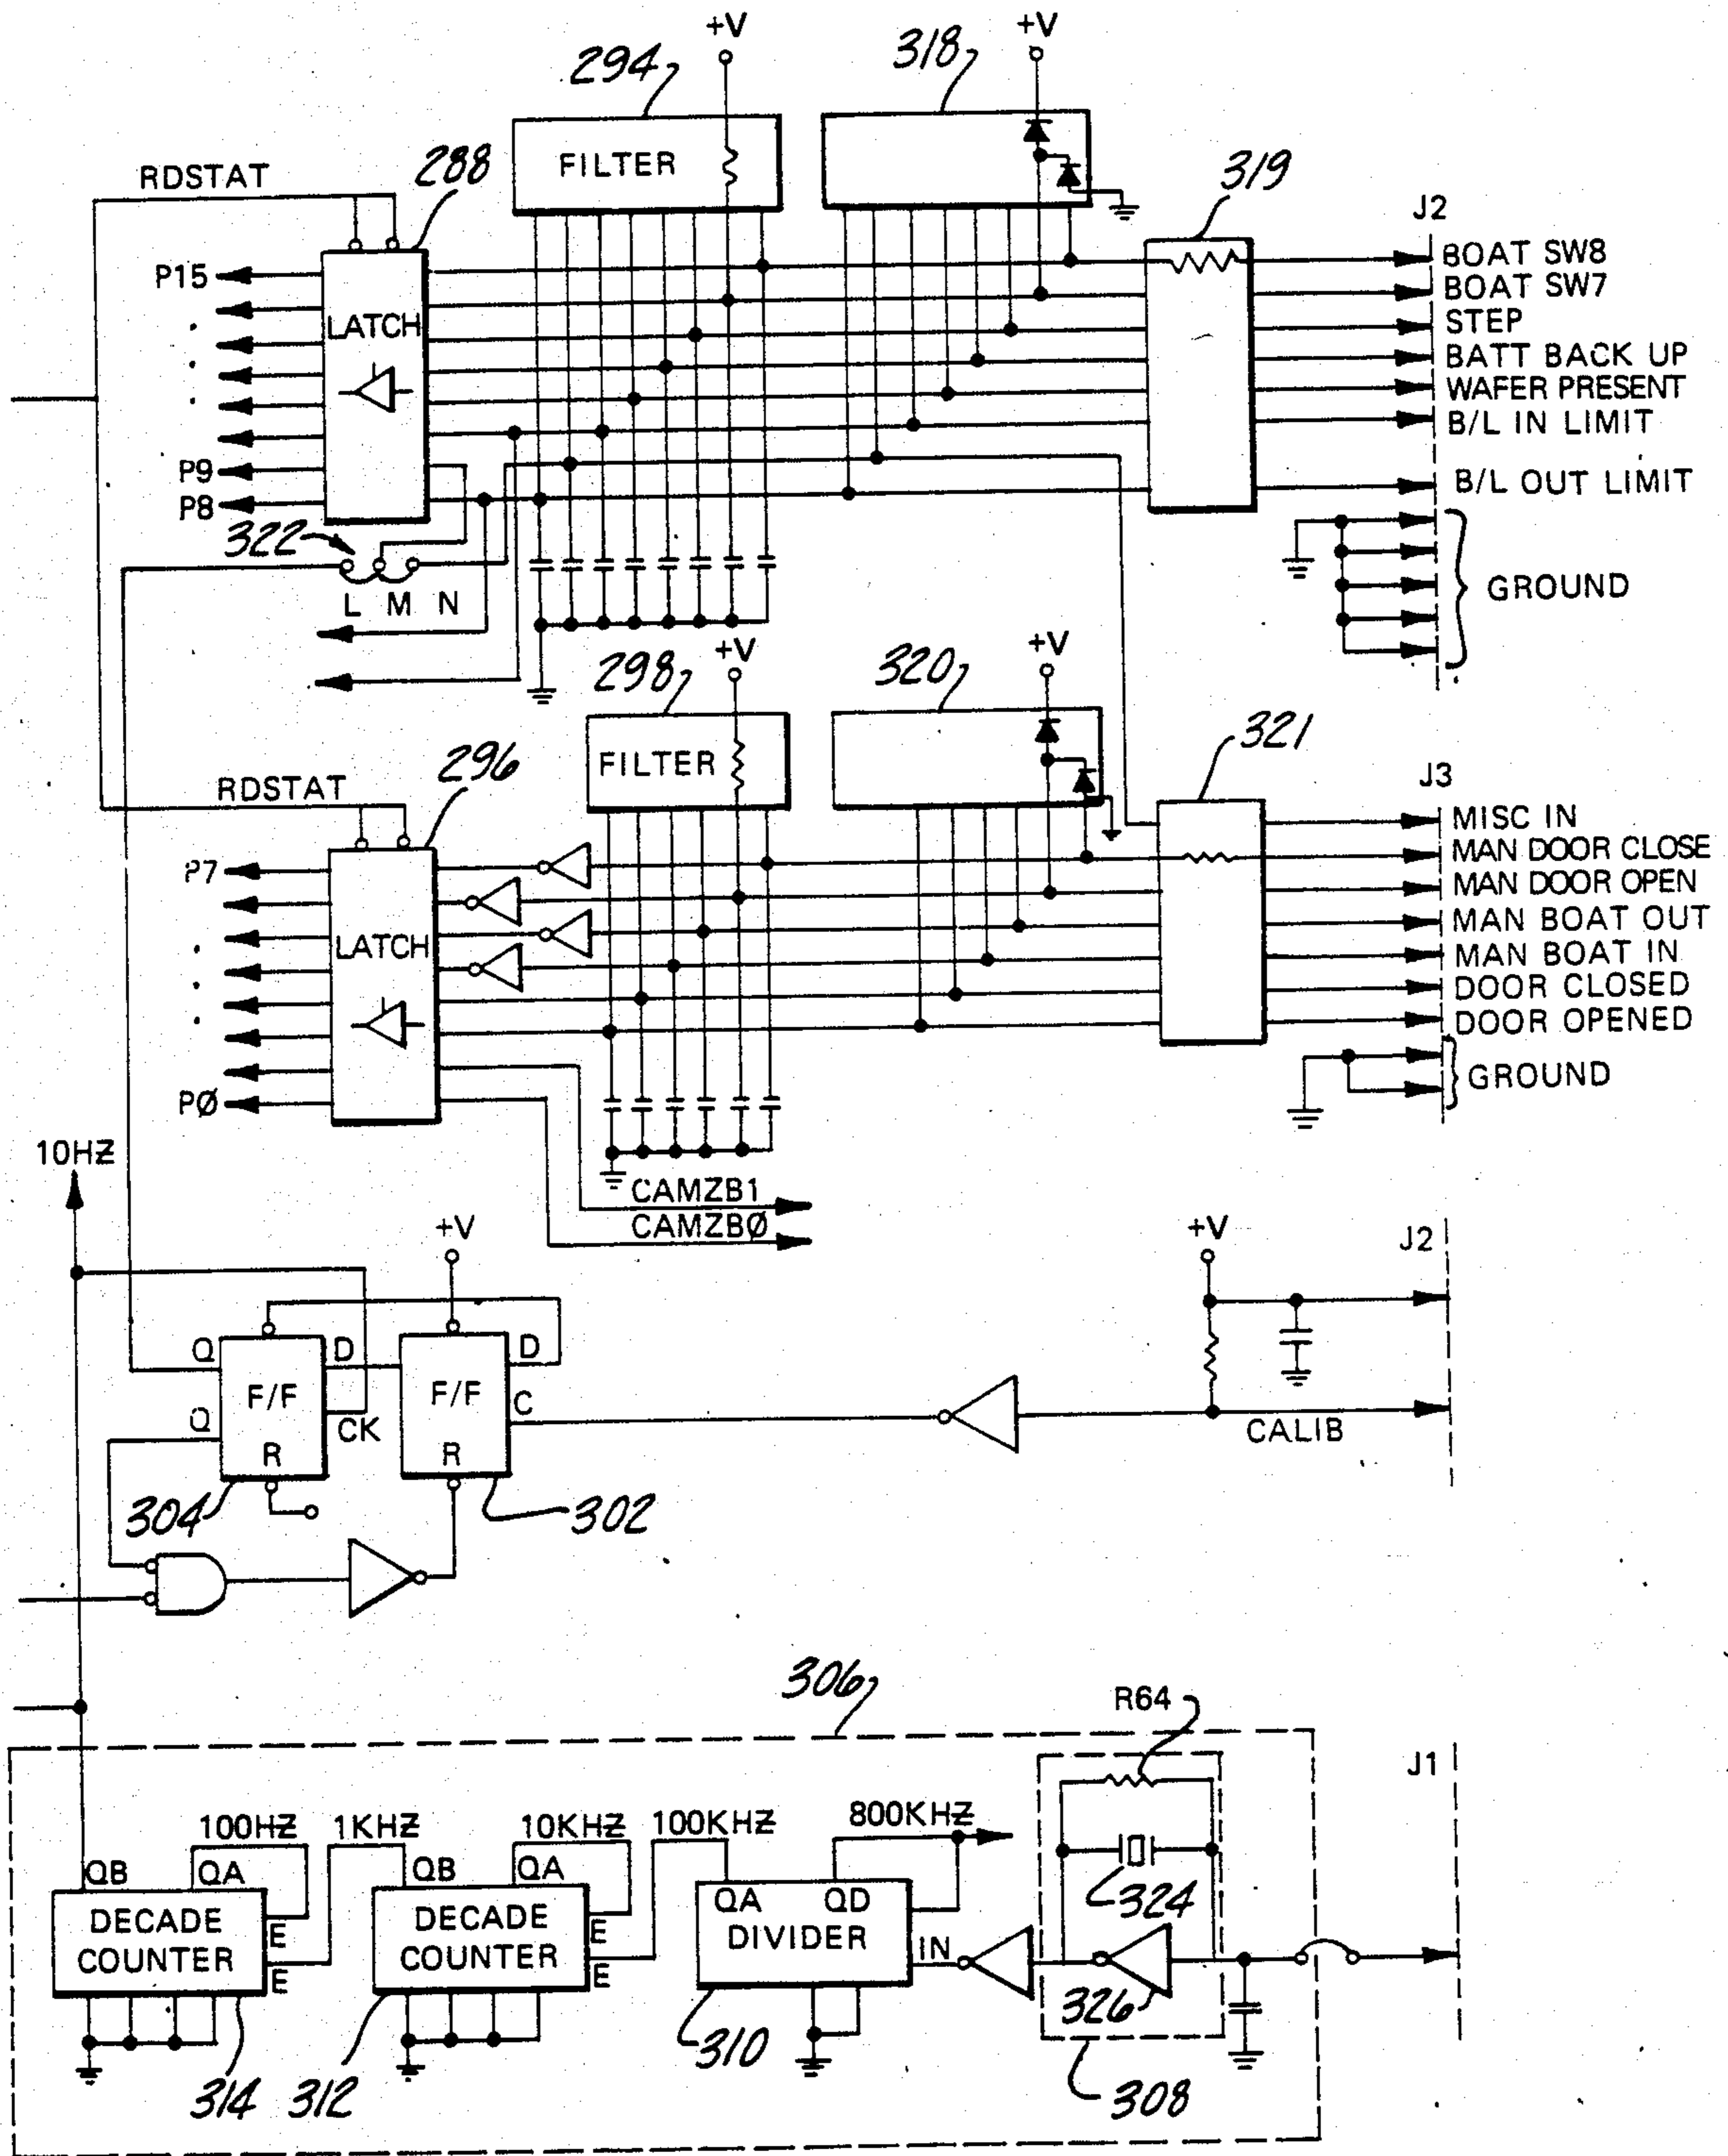 +V
+V
294
318
FILTER
RDSTAT
288
319
J2
P15
LATCH
BOAT SW8
BOAT SW7
STEP
BATT BACK UP
WAFER PRESENT
B/L IN LIMIT
P9
P8
B/L OUT LIMIT
322
L M N
GROUND
+V
+V
298
320
321
FILTER
RDSTAT
296
J3
P7
LATCH
MISC IN
MAN DOOR CLOSE
MAN DOOR OPEN
MAN BOAT OUT
MAN BOAT IN
DOOR CLOSED
DOOR OPENED
PØ
GROUND
10HZ
CAMZB1
CAMZBØ
+V
+V
J2
Q D D
F/F F/F
Q CK C
R R
CALIB
304
302
306
R64
J1
100HZ 1KHZ 10KHZ 100KHZ 800KHZ
QB QA QB QA QA QD
DECADE COUNTER
E
E
DECADE COUNTER
E
E
DIVIDER
IN
324
326
314 312 310 308